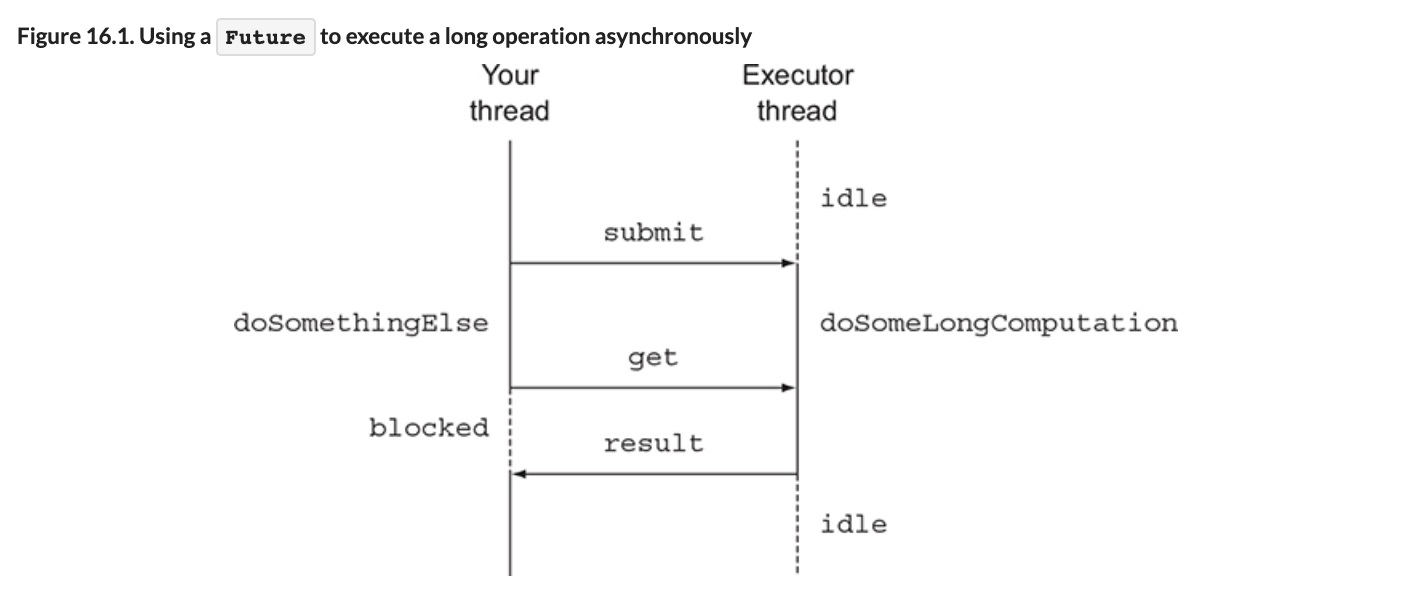 Figure 16.1. Using a Future to execute a long operation asynchronously
Your
thread
Executor
thread
idle
submit
doSomethingElse
doSomeLongComputation
get
blocked
result
idle